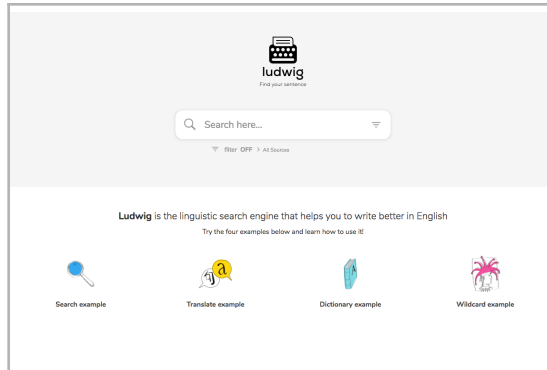 ludwig
Find your sentence
Search here...
filter OFF > All Sources
Ludwig is the linguistic search engine that helps you to write better in English
Try the four examples below and learn how to use it!
Search example
Translate example
Dictionary example
Wildcard example